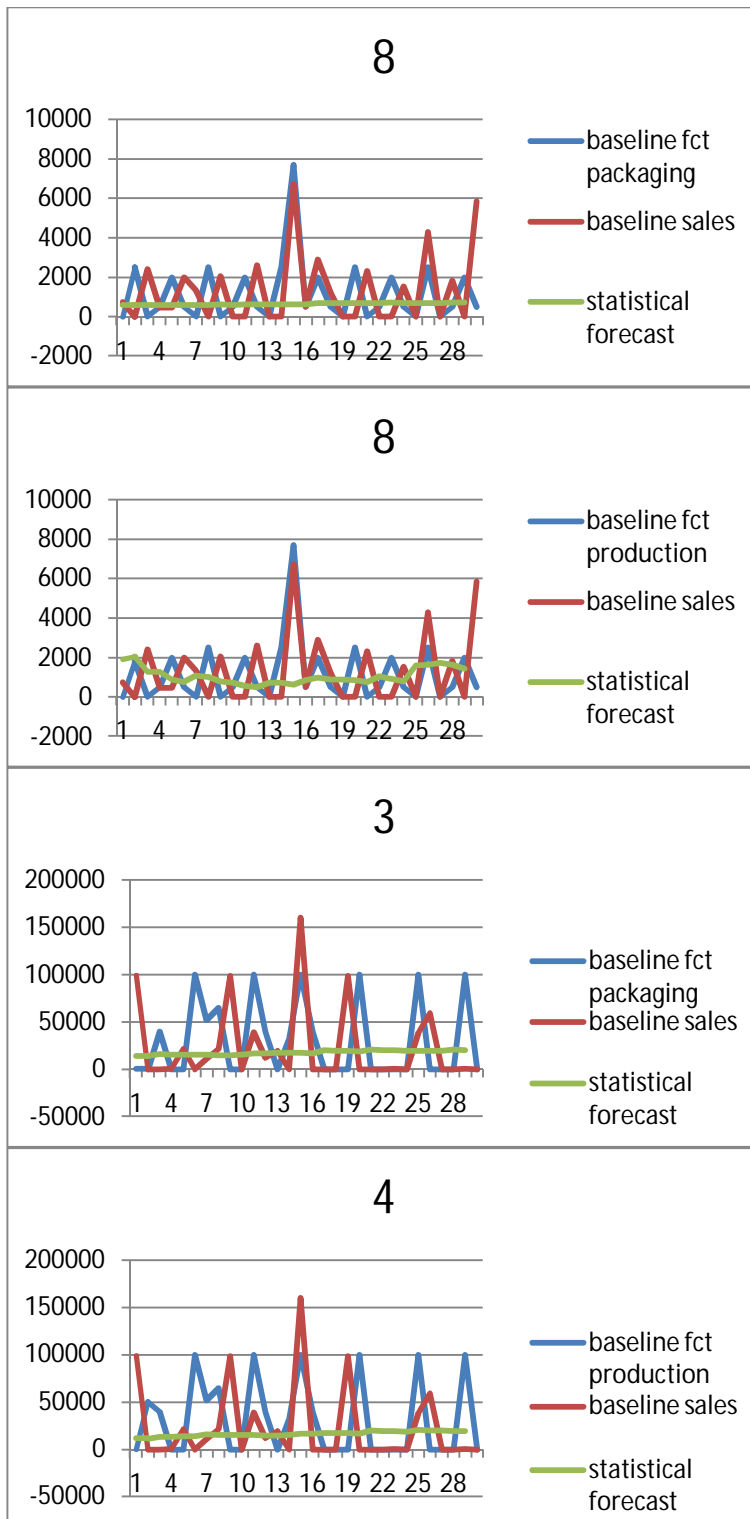 8
10000
8000
6000
4000
2000
0
-2000
1 4 7 10 13 16 19 22 25 28
baseline fct
packaging
baseline sales
statistical
forecast
8
10000
8000
6000
4000
2000
0
-2000
1 4 7 10 13 16 19 22 25 28
baseline fct
production
baseline sales
statistical
forecast
3
200000
150000
100000
50000
0
-50000
1 4 7 10 13 16 19 22 25 28
baseline fct
packaging
baseline sales
statistical
forecast
4
200000
150000
100000
50000
0
-50000
1 4 7 10 13 16 19 22 25 28
baseline fct
production
baseline sales
statistical
forecast